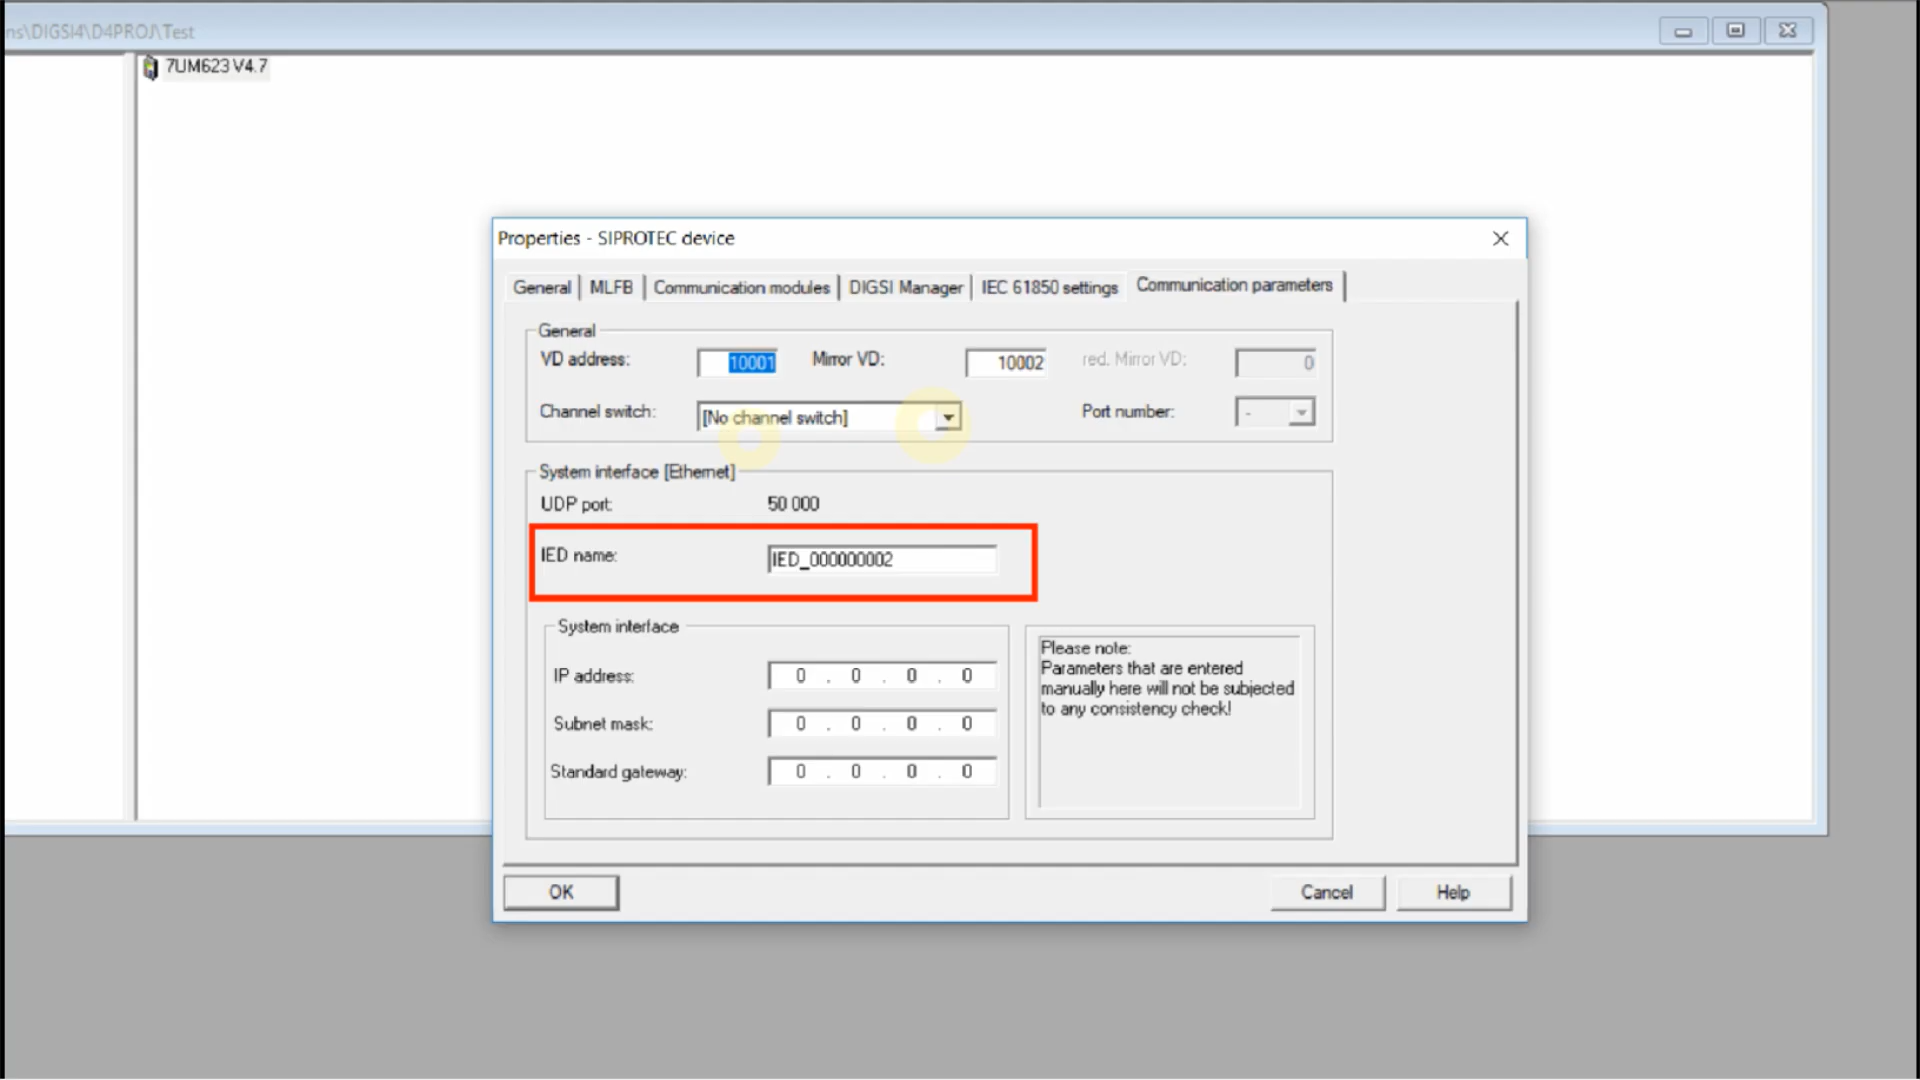 ns\DIGSI4\D4PROJ\Test
7UM623 V4.7
Properties - SIPROTEC device
General MLFB Communication modules DIGSI Manager IEC 61850 settings Communication parameters
General
VD address: 10001 Mirror VD: 10002 red. Mirror VD: 0
Channel switch: [No channel switch] Port number: -
System interface [Ethernet]
UDP port: 50 000
IED name: IED_000000002
System interface
IP address: 0 . 0 . 0 . 0
Subnet mask: 0 . 0 . 0 . 0
Standard gateway: 0 . 0 . 0 . 0
Please note:
Parameters that are entered
manually here will not be subjected
to any consistency check!
OK Cancel Help